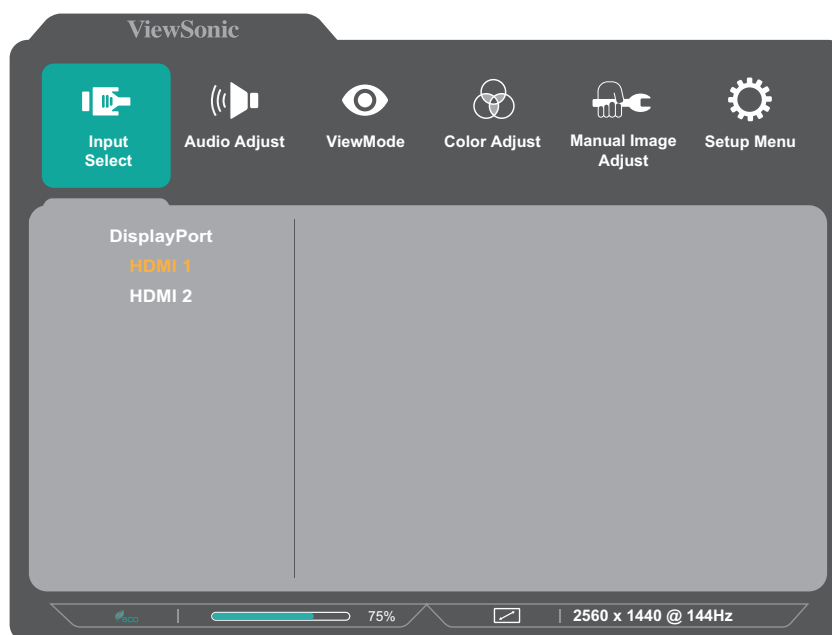 ViewSonic
Input
Select
Audio Adjust
ViewMode
Color Adjust
Manual Image
Adjust
Setup Menu
DisplayPort
HDMI 1
HDMI 2
eco
75%
2560 x 1440 @ 144Hz